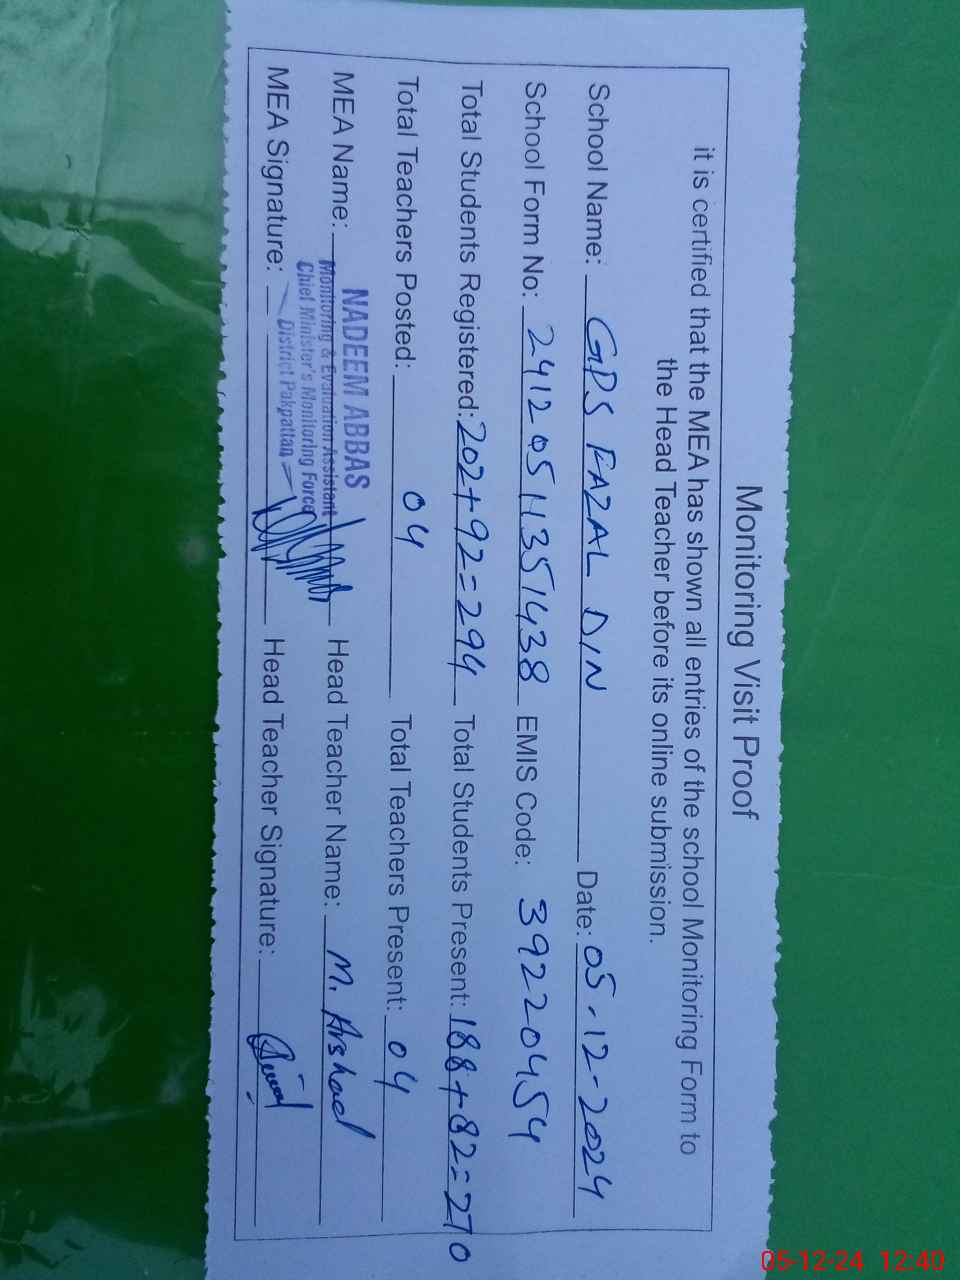 Monitoring Visit Proof
it is certified that the MEA has shown all entries of the school Monitoring Form to
the Head Teacher before its online submission.
School Name: GPS FAZAL DIN Date: 05-12-2024
School Form No: 24120511351438 EMIS Code: 39220454
Total Students Registered: 202+92=294 Total Students Present: 188+82=270
Total Teachers Posted: 04 Total Teachers Present: 04
MEA Name: NADEEM ABBAS Head Teacher Name: M. Arshad
Monitoring & Evaluation Assistant
Chief Minister's Monitoring Force
District Pakpattan
MEA Signature: Head Teacher Signature:
05-12-24 12:40